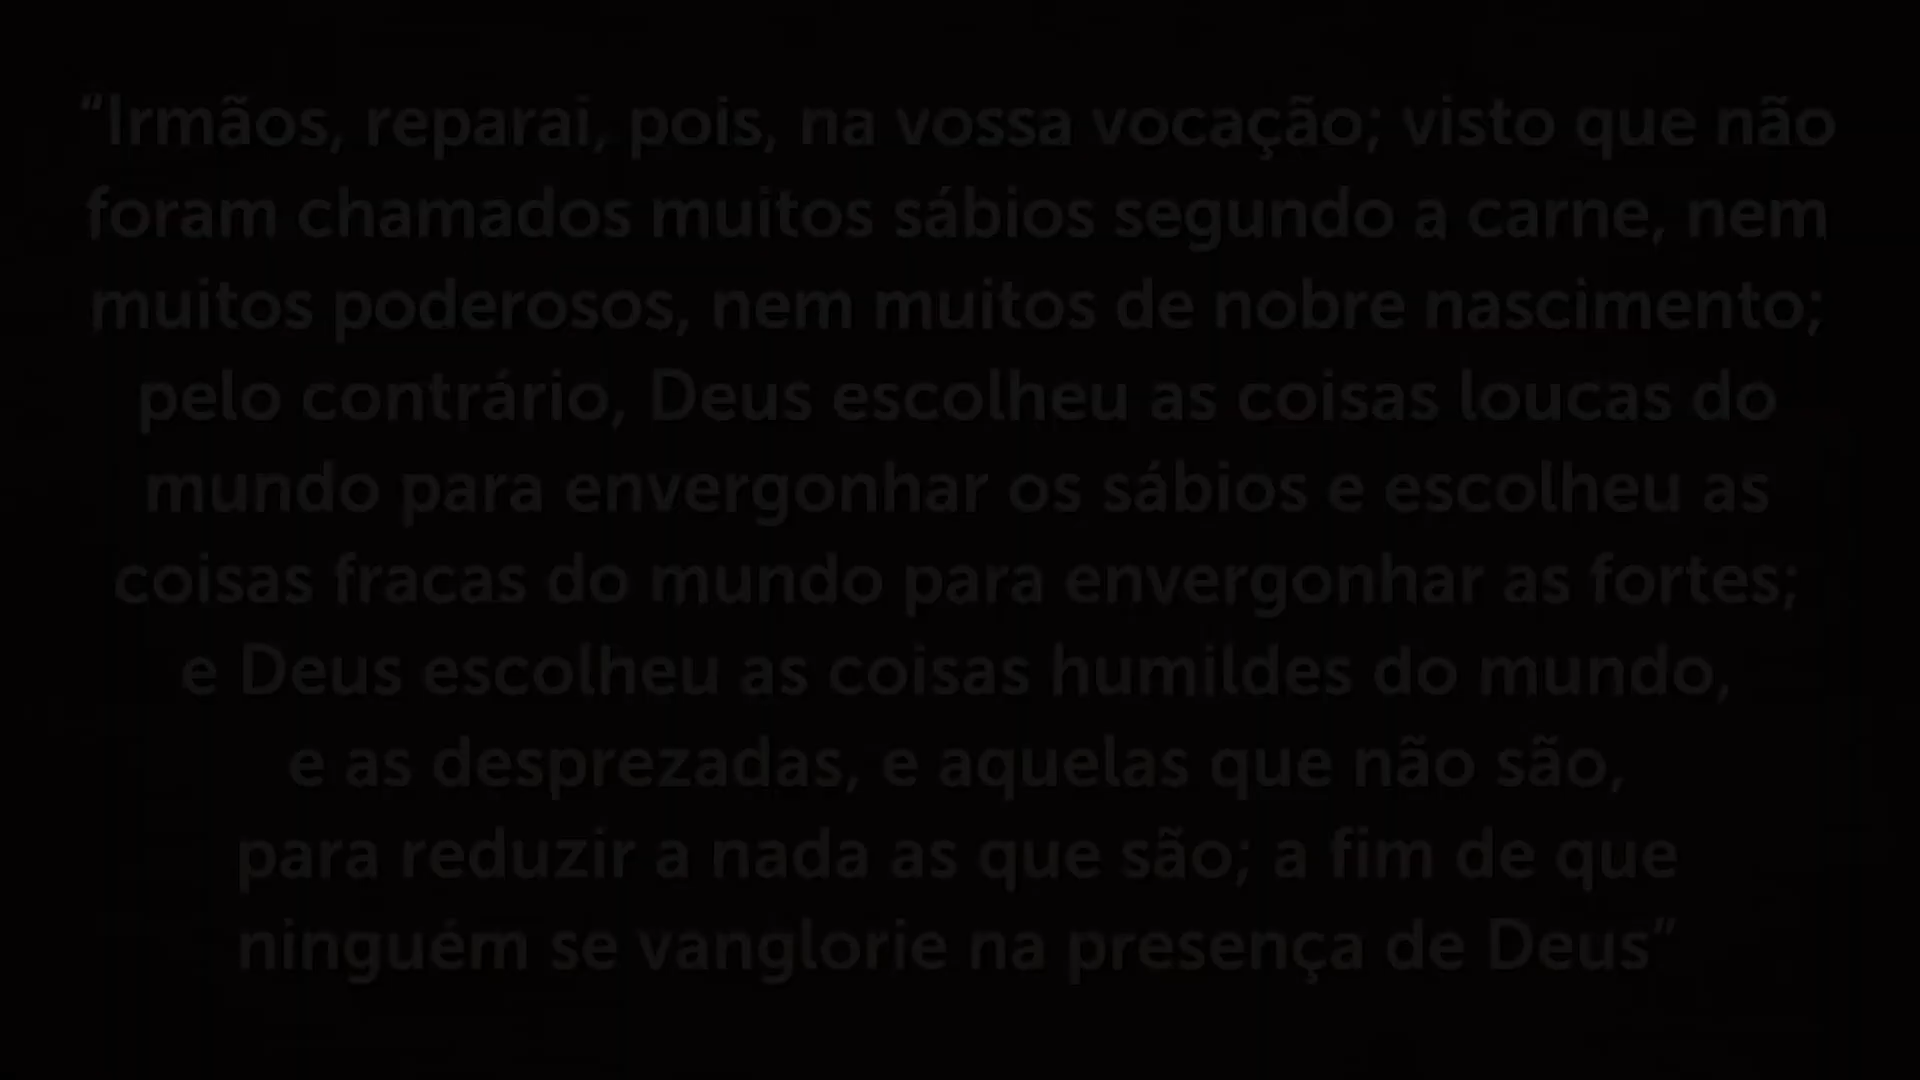 “Irmãos, reparai, pois, na vossa vocação; visto que não
foram chamados muitos sábios segundo a carne, nem
muitos poderosos, nem muitos de nobre nascimento;
pelo contrário, Deus escolheu as coisas loucas do
mundo para envergonhar os sábios e escolheu as
coisas fracas do mundo para envergonhar as fortes;
e Deus escolheu as coisas humildes do mundo,
e as desprezadas, e aquelas que não são,
para reduzir a nada as que são; a fim de que
ninguém se vanglorie na presença de Deus”